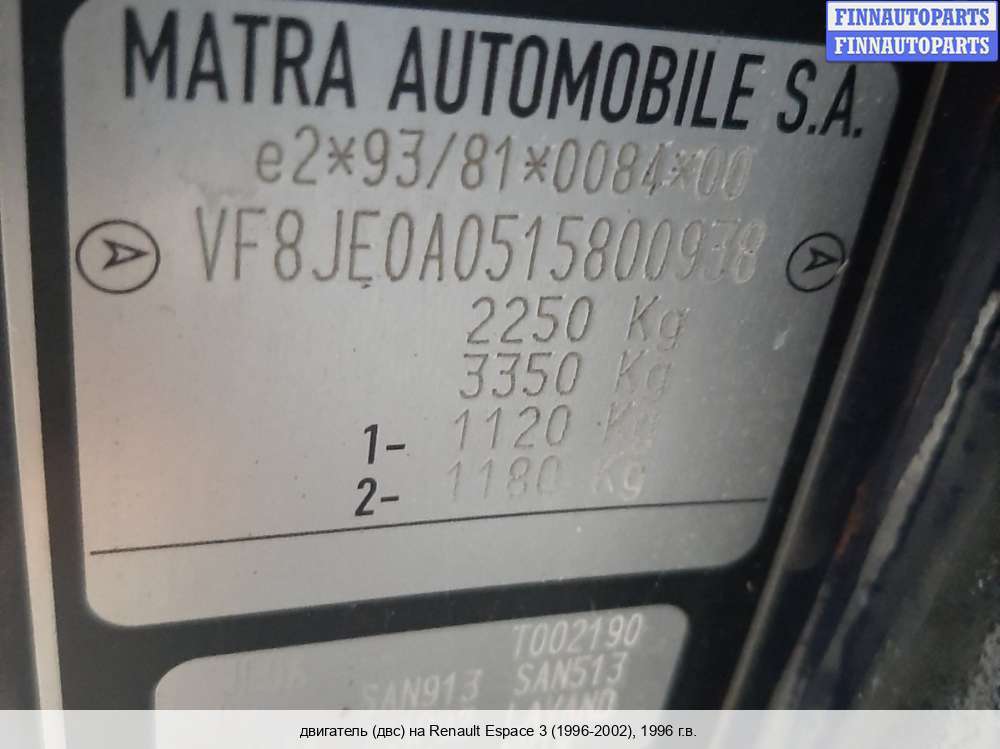 FINNAUTOPARTS
FINNAUTOPARTS
MATRA AUTOMOBILE S.A.
e2*93/81*0084*00
VF8JE0A0515800938
2250 Kg
3350 Kg
1- 1120 Kg
2- 1180 Kg
T002190
SAN913 SAN513
двигатель (двс) на Renault Espace 3 (1996-2002), 1996 г.в.